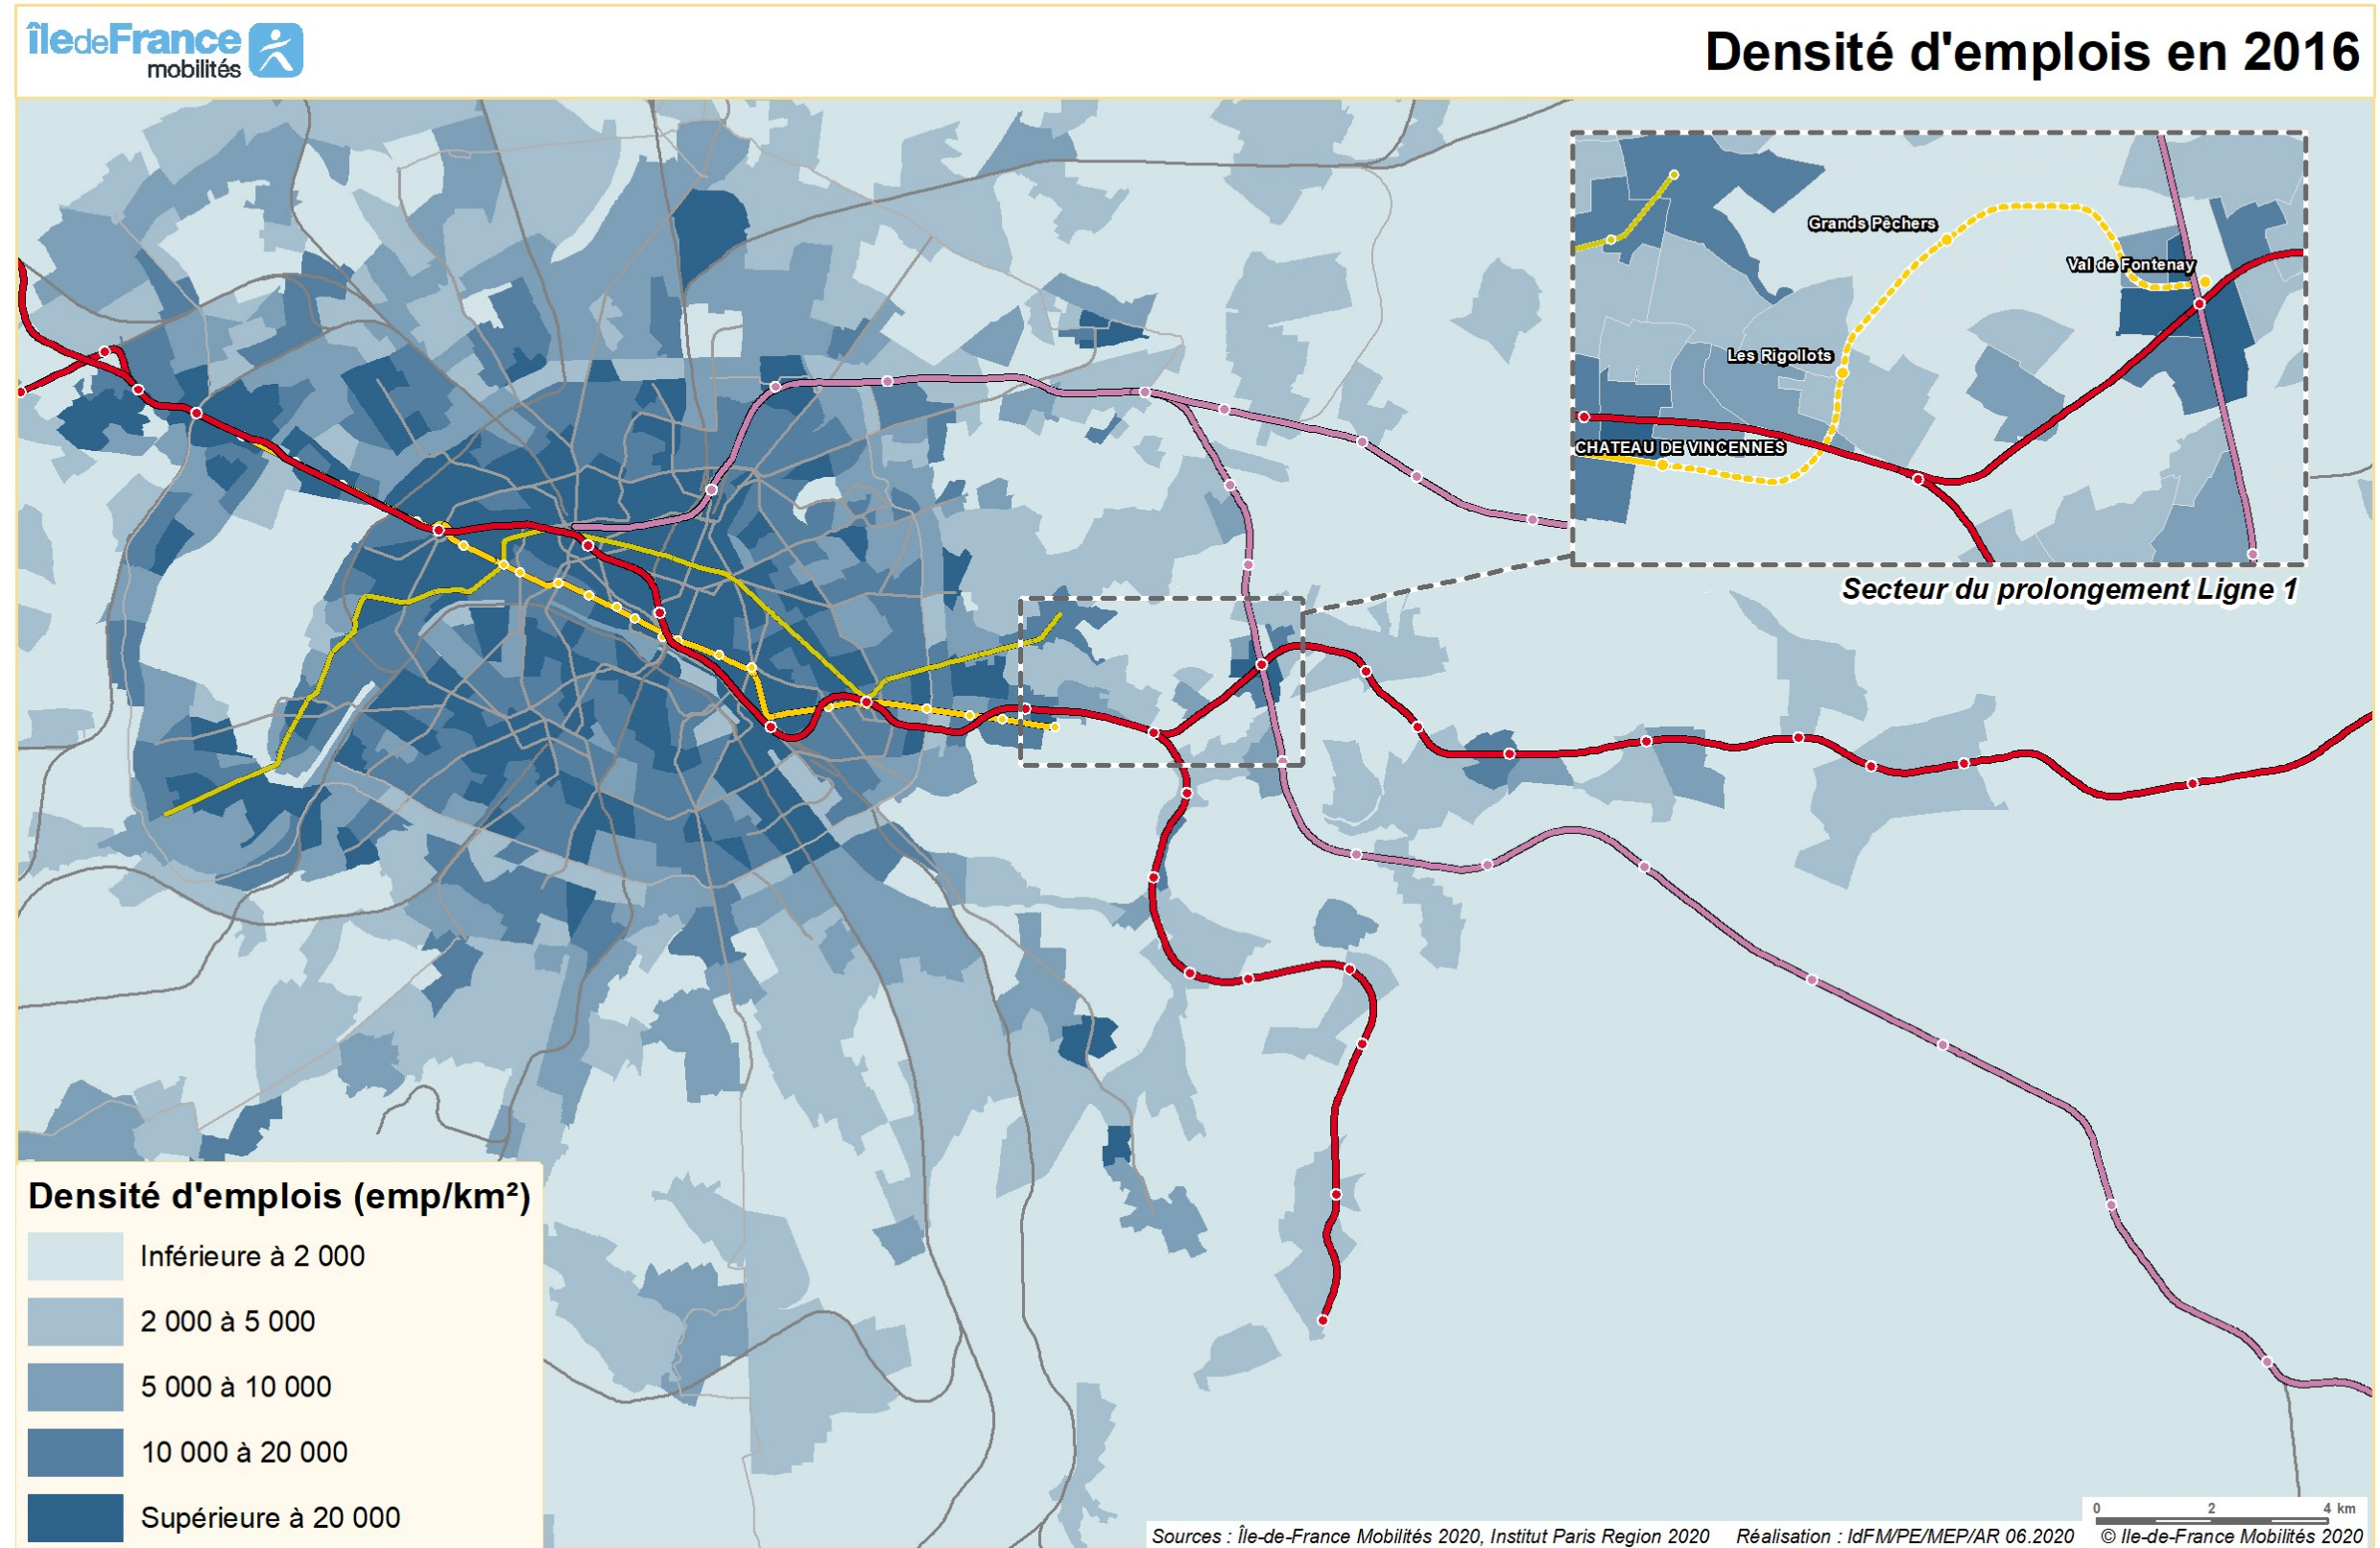 îledeFrance
mobilités
Densité d'emplois en 2016
Grands Pêchers
Val de Fontenay
Les Rigollots
CHATEAU DE VINCENNES
Secteur du prolongement Ligne 1
Densité d'emplois (emp/km²)
Inférieure à 2 000
2 000 à 5 000
5 000 à 10 000
10 000 à 20 000
Supérieure à 20 000
0 2 4 km
Sources : Île-de-France Mobilités 2020, Institut Paris Region 2020 Réalisation : IdFM/PE/MEP/AR 06.2020 © Ile-de-France Mobilités 2020